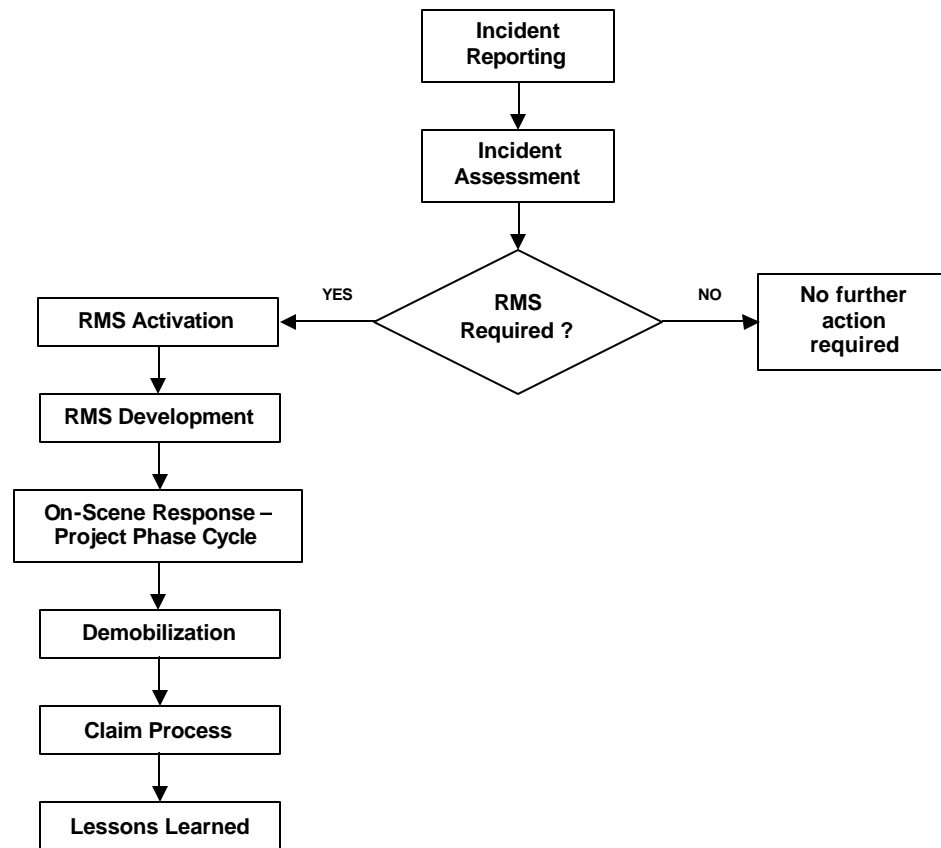 Incident
Reporting
Incident
Assessment
RMS
Required ?
YES
NO
No further
action
required
RMS Activation
RMS Development
On-Scene Response –
Project Phase Cycle
Demobilization
Claim Process
Lessons Learned